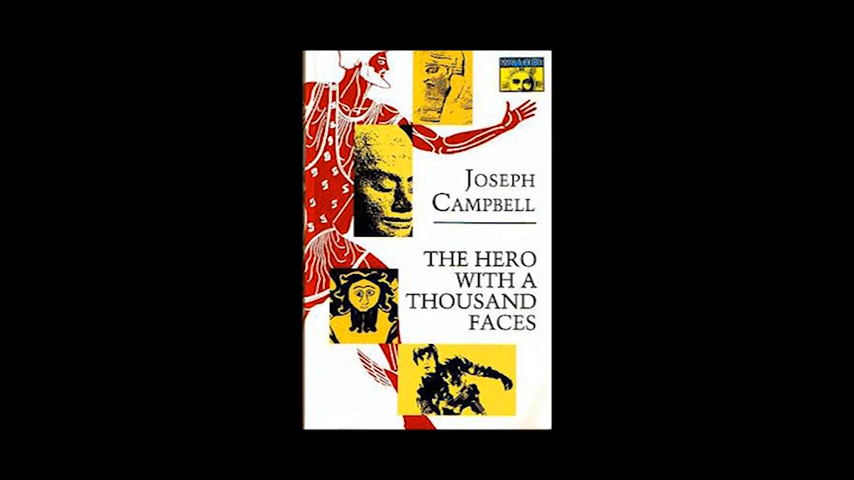 JOSEPH
CAMPBELL
THE HERO
WITH A
THOUSAND
FACES